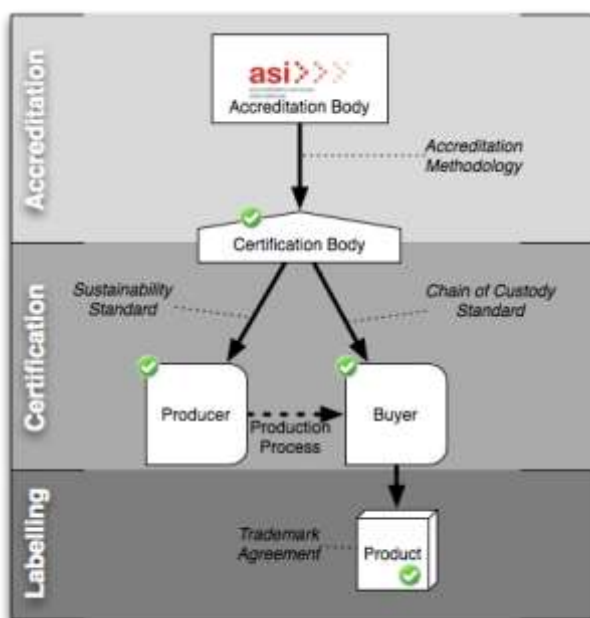 Accreditation
asi
Accreditation Body
Accreditation
Methodology
Certification Body
Certification
Sustainability
Standard
Chain of Custody
Standard
Producer
Production
Process
Buyer
Labelling
Trademark
Agreement
Product